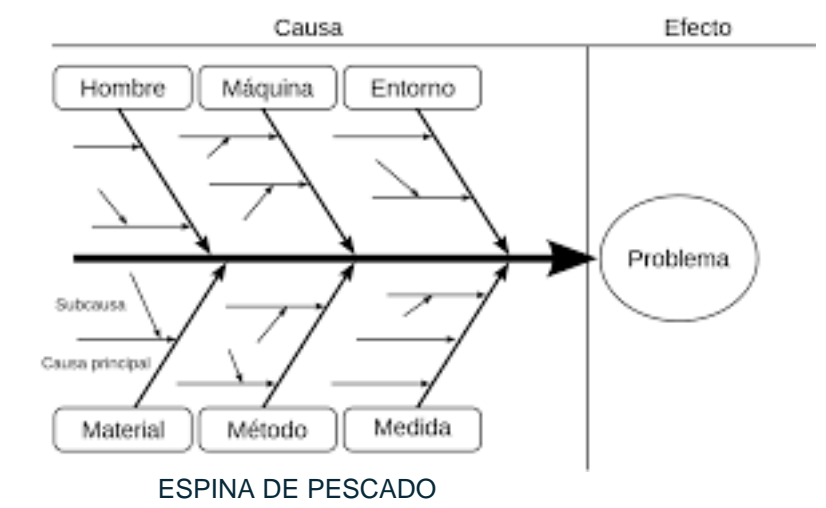 Causa Efecto
Hombre Máquina Entorno
Problema
Subcausa
Causa principal
Material Método Medida
ESPINA DE PESCADO